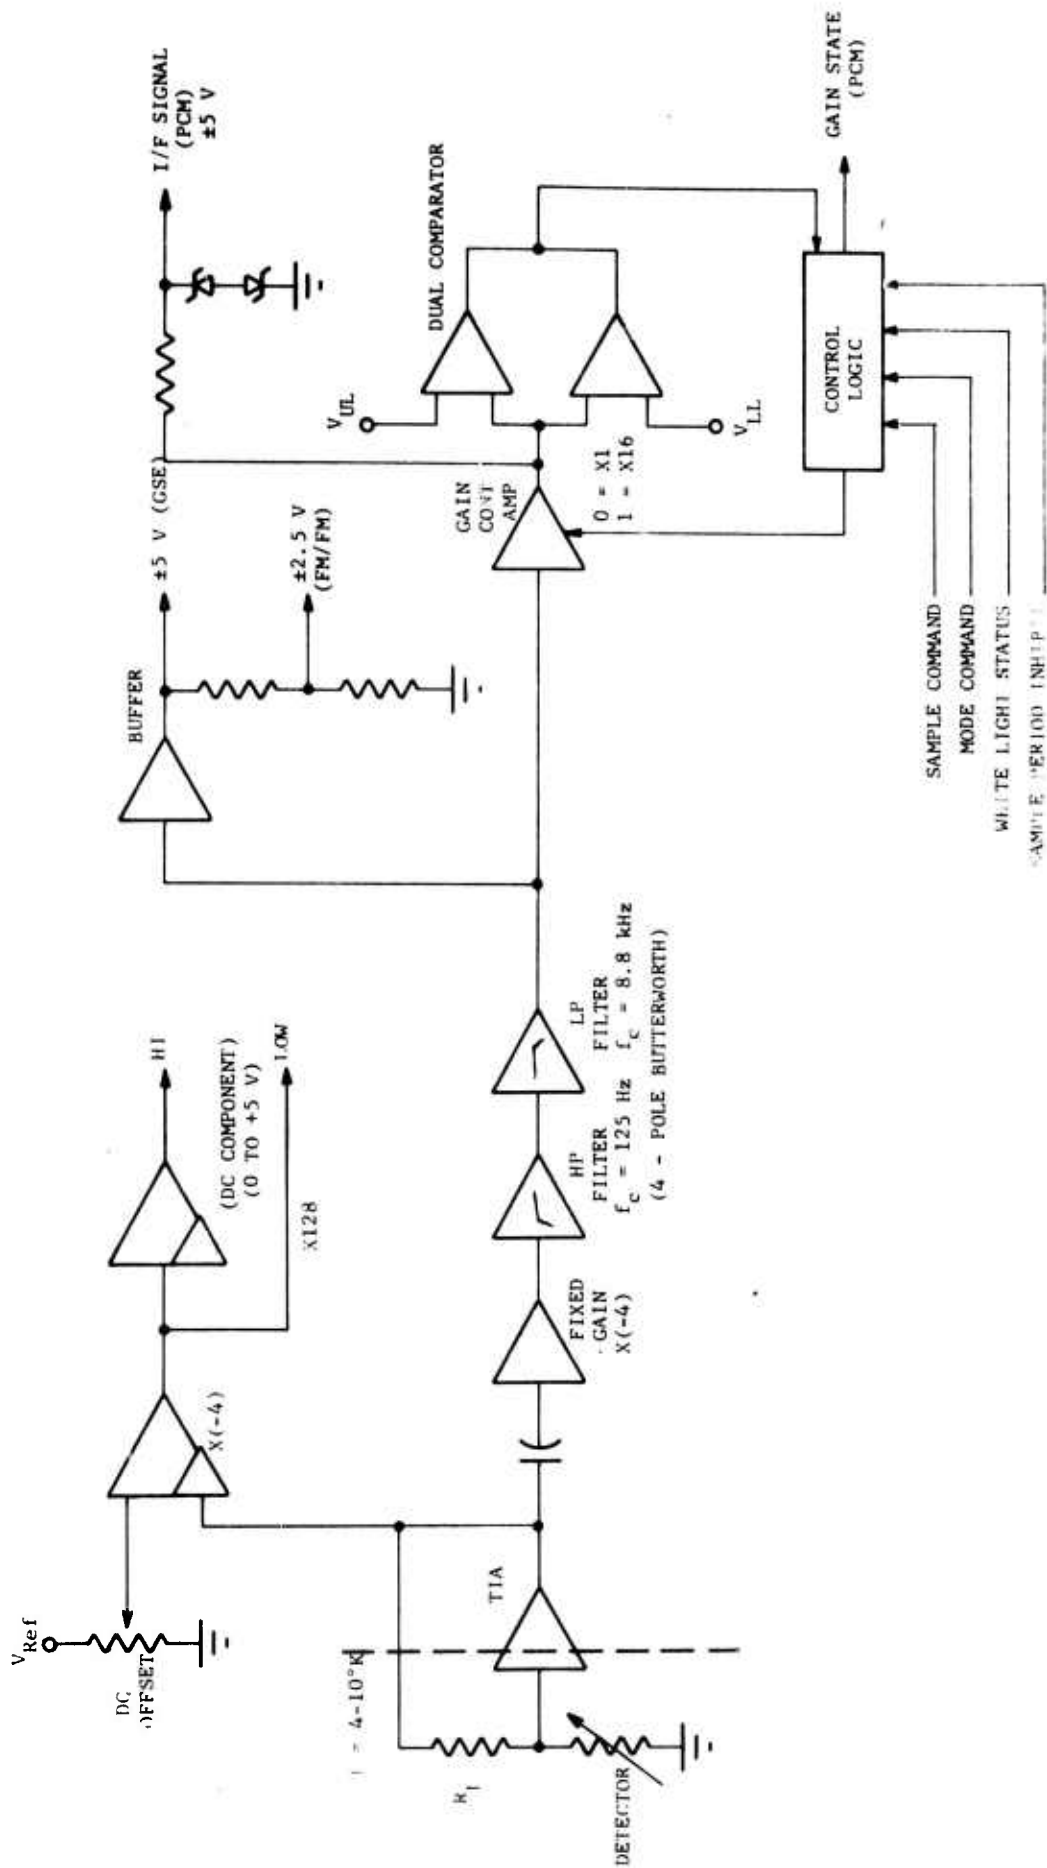 V_Ref
DC
OFFSET
X(-4)
HI
(DC COMPONENT)
(0 TO +5 V)
LOW
X128
BUFFER
±5 V (GSE)
±2.5 V
(FM/FM)
I/F SIGNAL
(PCM)
±5 V
= 4-10°K
TIA
DETECTOR
FIXED
GAIN
X(-4)
HP
FILTER
f_c = 125 Hz
LP
FILTER
f_c = 8.8 kHz
(4 - POLE BUTTERWORTH)
GAIN
CONT
AMP
0 = X1
1 = X16
V_UL
DUAL COMPARATOR
V_LL
CONTROL
LOGIC
GAIN STATE
(PCM)
SAMPLE COMMAND
MODE COMMAND
WHITE LIGHT STATUS
SAMPLE PERIOD